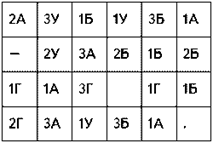 2А 3У 1Б 1У 3Б 1А
– 2У 3А 2Б 1Б 2Б
1Г 1А 3Г 1Г 1Б
2Г 3А 1У 3Б 1А .